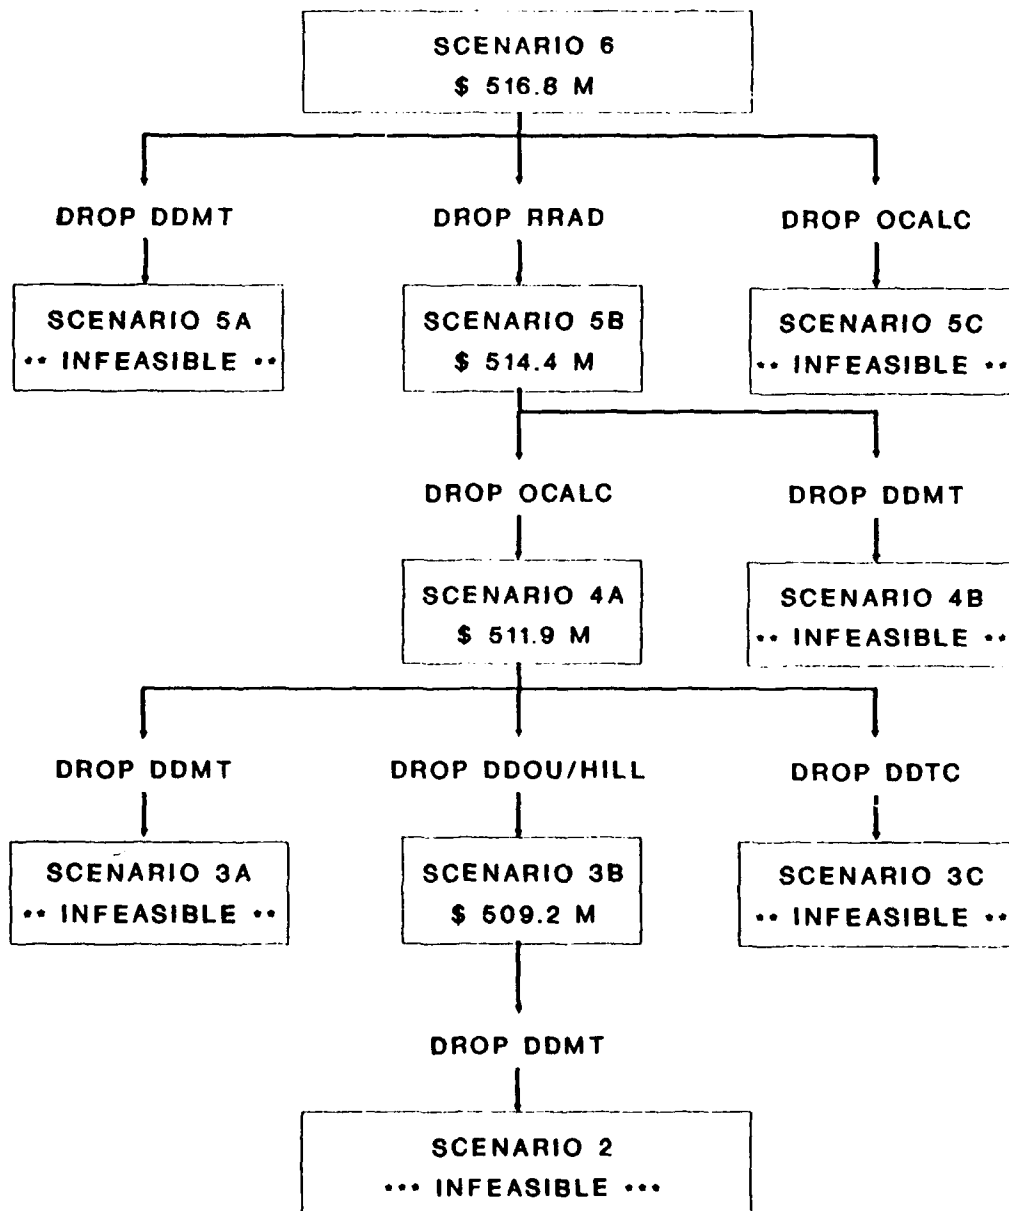 SCENARIO 6
$ 516.8 M
DROP DDMT
DROP RRAD
DROP OCALC
SCENARIO 5A
** INFEASIBLE **
SCENARIO 5B
$ 514.4 M
SCENARIO 5C
** INFEASIBLE **
DROP OCALC
DROP DDMT
SCENARIO 4A
$ 511.9 M
SCENARIO 4B
** INFEASIBLE **
DROP DDMT
DROP DDOU/HILL
DROP DDTC
SCENARIO 3A
** INFEASIBLE **
SCENARIO 3B
$ 509.2 M
SCENARIO 3C
** INFEASIBLE **
DROP DDMT
SCENARIO 2
*** INFEASIBLE ***